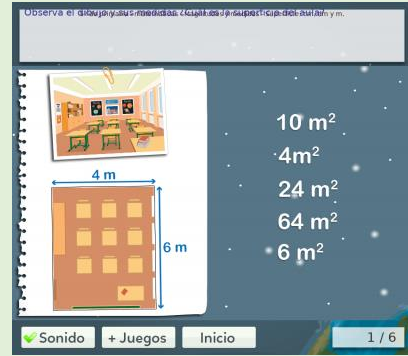 Observa el dibujo y sus medidas ¿Cuál es la superficie del aula?
10 m²
4m²
24 m²
64 m²
6 m²
4 m
6 m
Sonido
+ Juegos
Inicio
1 / 6